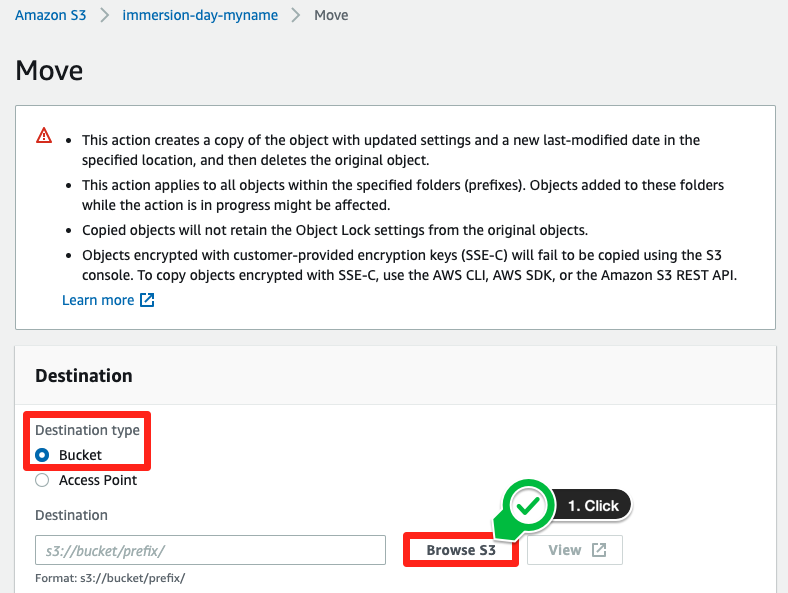 Amazon S3 > immersion-day-myname > Move
Move
• This action creates a copy of the object with updated settings and a new last-modified date in the
specified location, and then deletes the original object.
• This action applies to all objects within the specified folders (prefixes). Objects added to these folders
while the action is in progress might be affected.
• Copied objects will not retain the Object Lock settings from the original objects.
• Objects encrypted with customer-provided encryption keys (SSE-C) will fail to be copied using the S3
console. To copy objects encrypted with SSE-C, use the AWS CLI, AWS SDK, or the Amazon S3 REST API.
Learn more
Destination
Destination type
Bucket
Access Point
1. Click
Destination
s3://bucket/prefix/
Browse S3
View
Format: s3://bucket/prefix/